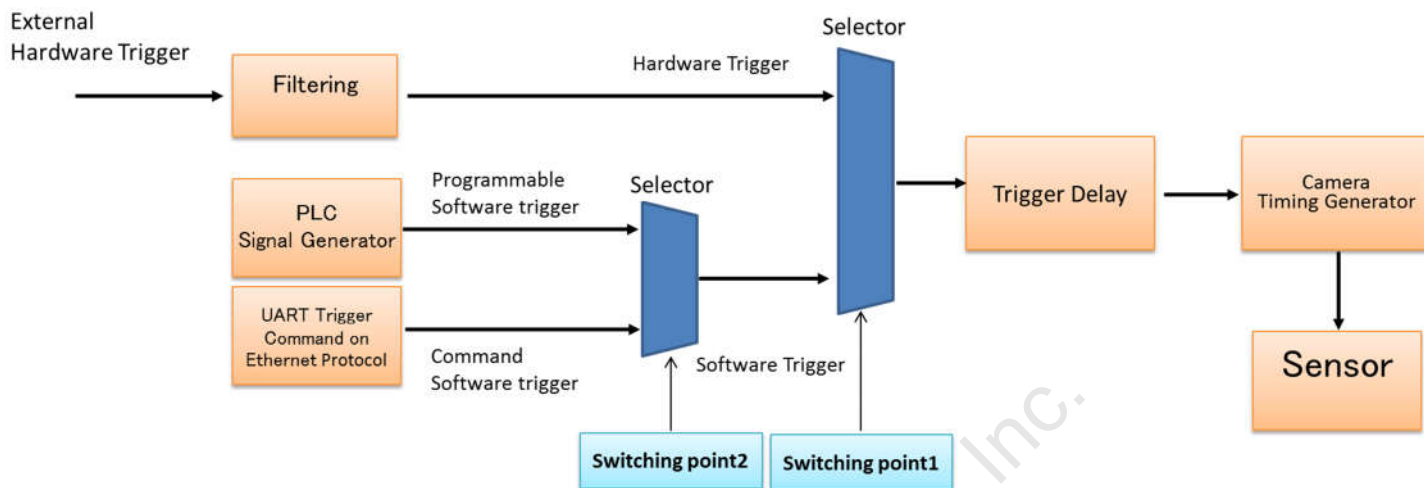 External
Hardware Trigger
Filtering
Hardware Trigger
Selector
PLC
Signal Generator
Programmable
Software trigger
Selector
UART Trigger
Command on
Ethernet Protocol
Command
Software trigger
Software Trigger
Trigger Delay
Camera
Timing Generator
Sensor
Switching point2
Switching point1
Inc.